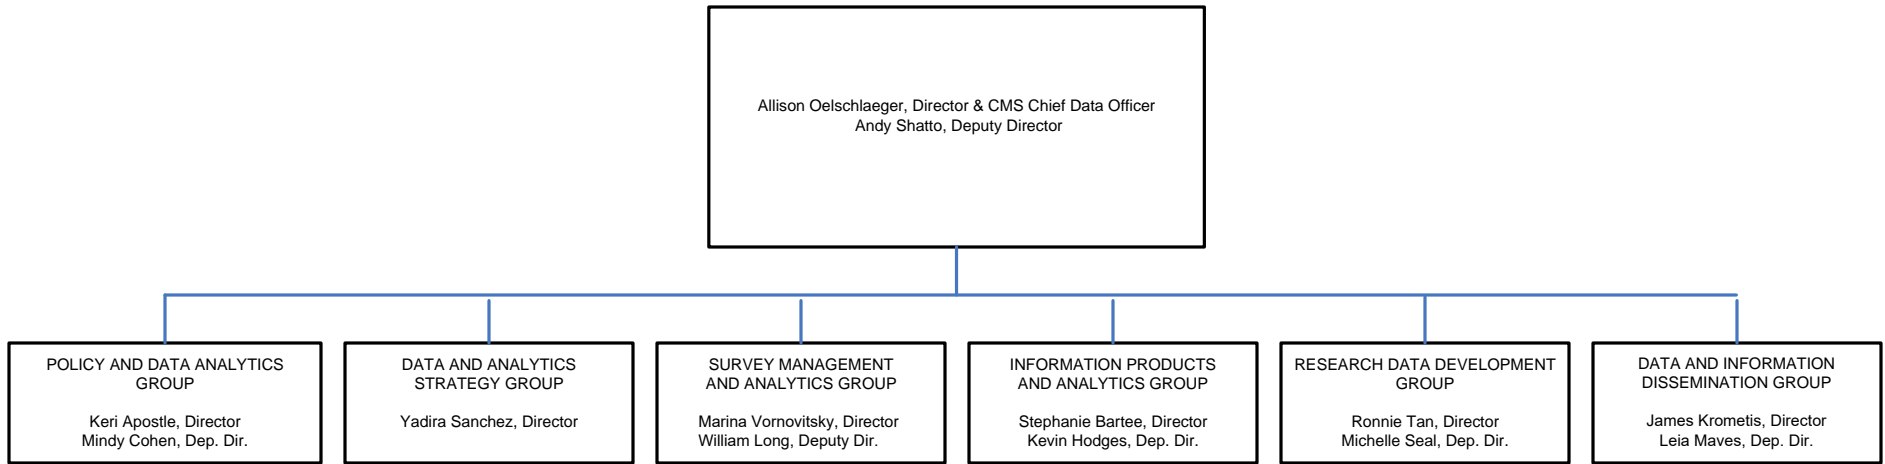 Allison Oelschlaeger, Director & CMS Chief Data Officer
Andy Shatto, Deputy Director
POLICY AND DATA ANALYTICS
GROUP
Keri Apostle, Director
Mindy Cohen, Dep. Dir.
DATA AND ANALYTICS
STRATEGY GROUP
Yadira Sanchez, Director
SURVEY MANAGEMENT
AND ANALYTICS GROUP
Marina Vornovitsky, Director
William Long, Deputy Dir.
INFORMATION PRODUCTS
AND ANALYTICS GROUP
Stephanie Bartee, Director
Kevin Hodges, Dep. Dir.
RESEARCH DATA DEVELOPMENT
GROUP
Ronnie Tan, Director
Michelle Seal, Dep. Dir.
DATA AND INFORMATION
DISSEMINATION GROUP
James Krometis, Director
Leia Maves, Dep. Dir.